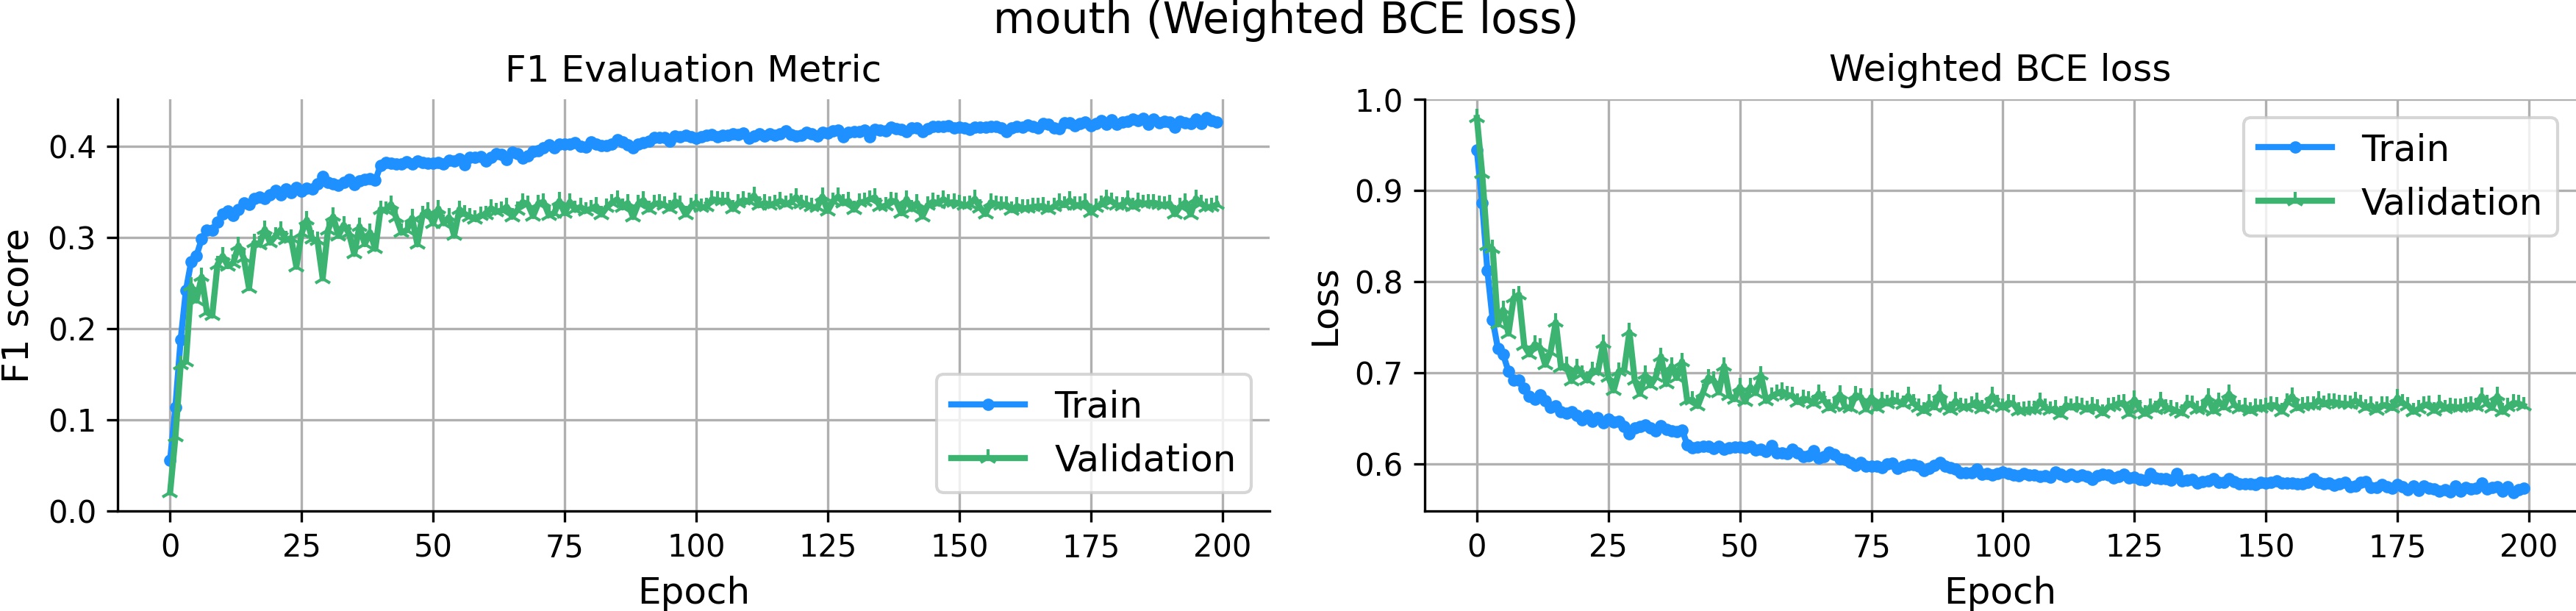 mouth (Weighted BCE loss)
F1 Evaluation Metric
F1 score
0.4
0.3
0.2
0.1
0.0
0 25 50 75 100 125 150 175 200
Epoch
Train
Validation
Weighted BCE loss
Loss
1.0
0.9
0.8
0.7
0.6
0 25 50 75 100 125 150 175 200
Epoch
Train
Validation